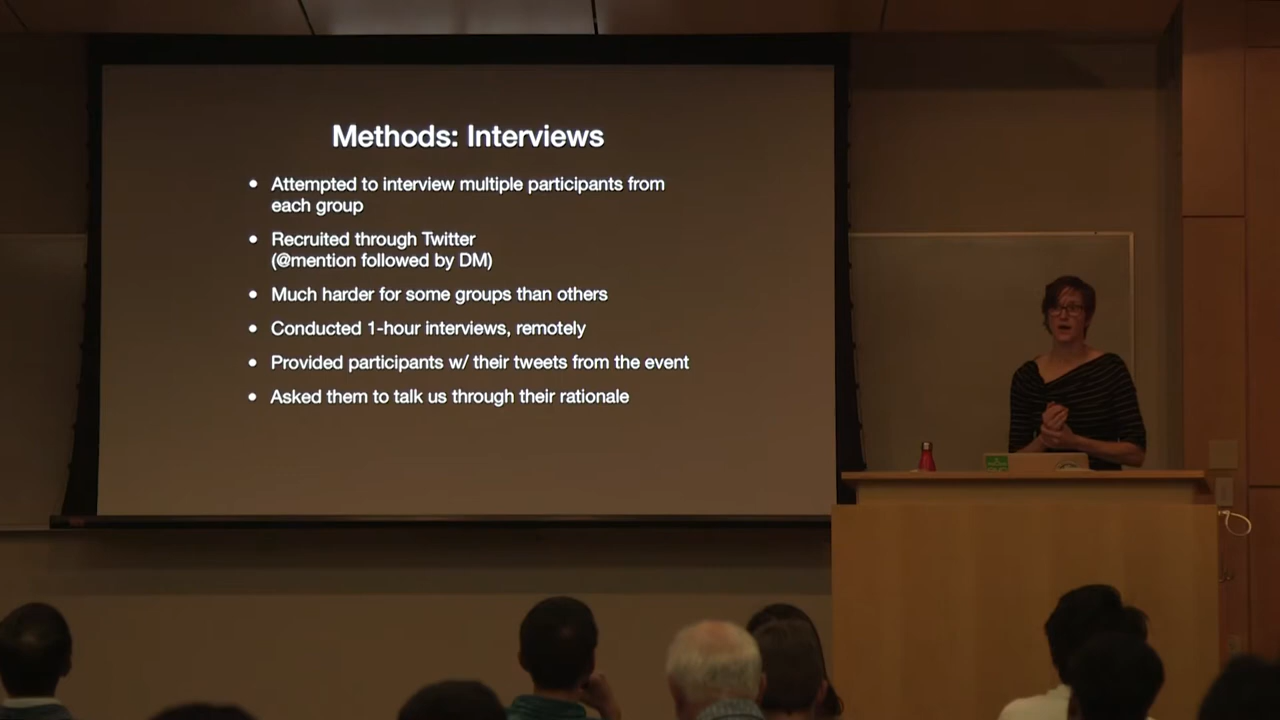 Methods: Interviews
• Attempted to interview multiple participants from
each group
• Recruited through Twitter
(@mention followed by DM)
• Much harder for some groups than others
• Conducted 1-hour interviews, remotely
• Provided participants w/ their tweets from the event
• Asked them to talk us through their rationale